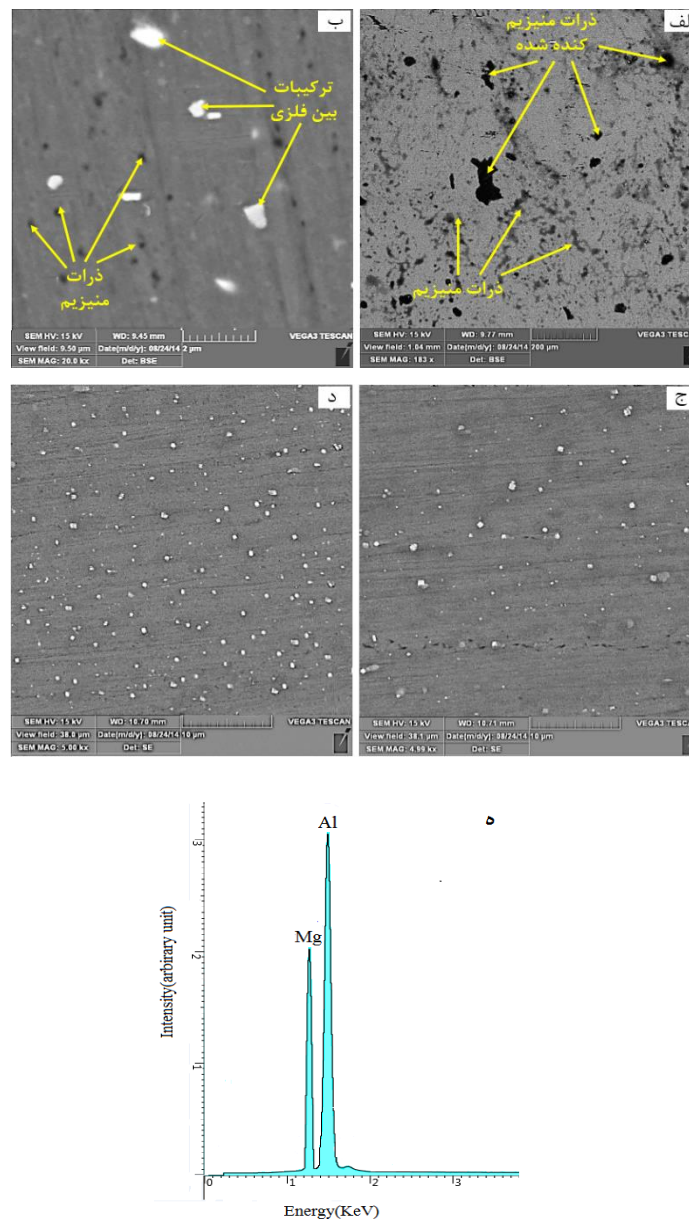 الف
ذرات منیزیم
کنده شده
ذرات منیزیم
SEM HV: 15 kV WD: 9.77 mm VEGA3 TESCAN
View field: 1.04 mm Date(m/d/y): 08/24/14 200 µm
SEM MAG: 183 x Det: BSE
ب
ترکیبات
بین فلزی
ذرات
منیزیم
SEM HV: 15 kV WD: 9.45 mm VEGA3 TESCAN
View field: 9.50 µm Date(m/d/y): 08/24/14 2 µm
SEM MAG: 20.0 kx Det: BSE
ج
SEM HV: 15 kV WD: 10.71 mm VEGA3 TESCAN
View field: 38.1 µm Date(m/d/y): 08/24/14 10 µm
SEM MAG: 4.99 kx Det: SE
د
SEM HV: 15 kV WD: 10.70 mm VEGA3 TESCAN
View field: 38.0 µm Date(m/d/y): 08/24/14 10 µm
SEM MAG: 5.00 kx Det: SE
ه
Al
Mg
Intensity(arbirary unit)
3
2
1
0 1 2 3
Energy(KeV)